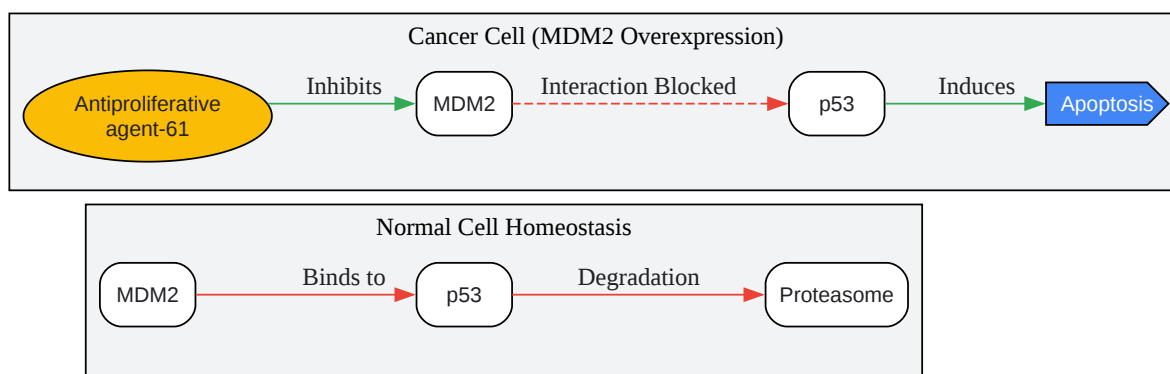 Cancer Cell (MDM2 Overexpression)
Antiproliferative
agent-61
Inhibits
MDM2
Interaction Blocked
p53
Induces
Apoptosis
Normal Cell Homeostasis
MDM2
Binds to
p53
Degradation
Proteasome